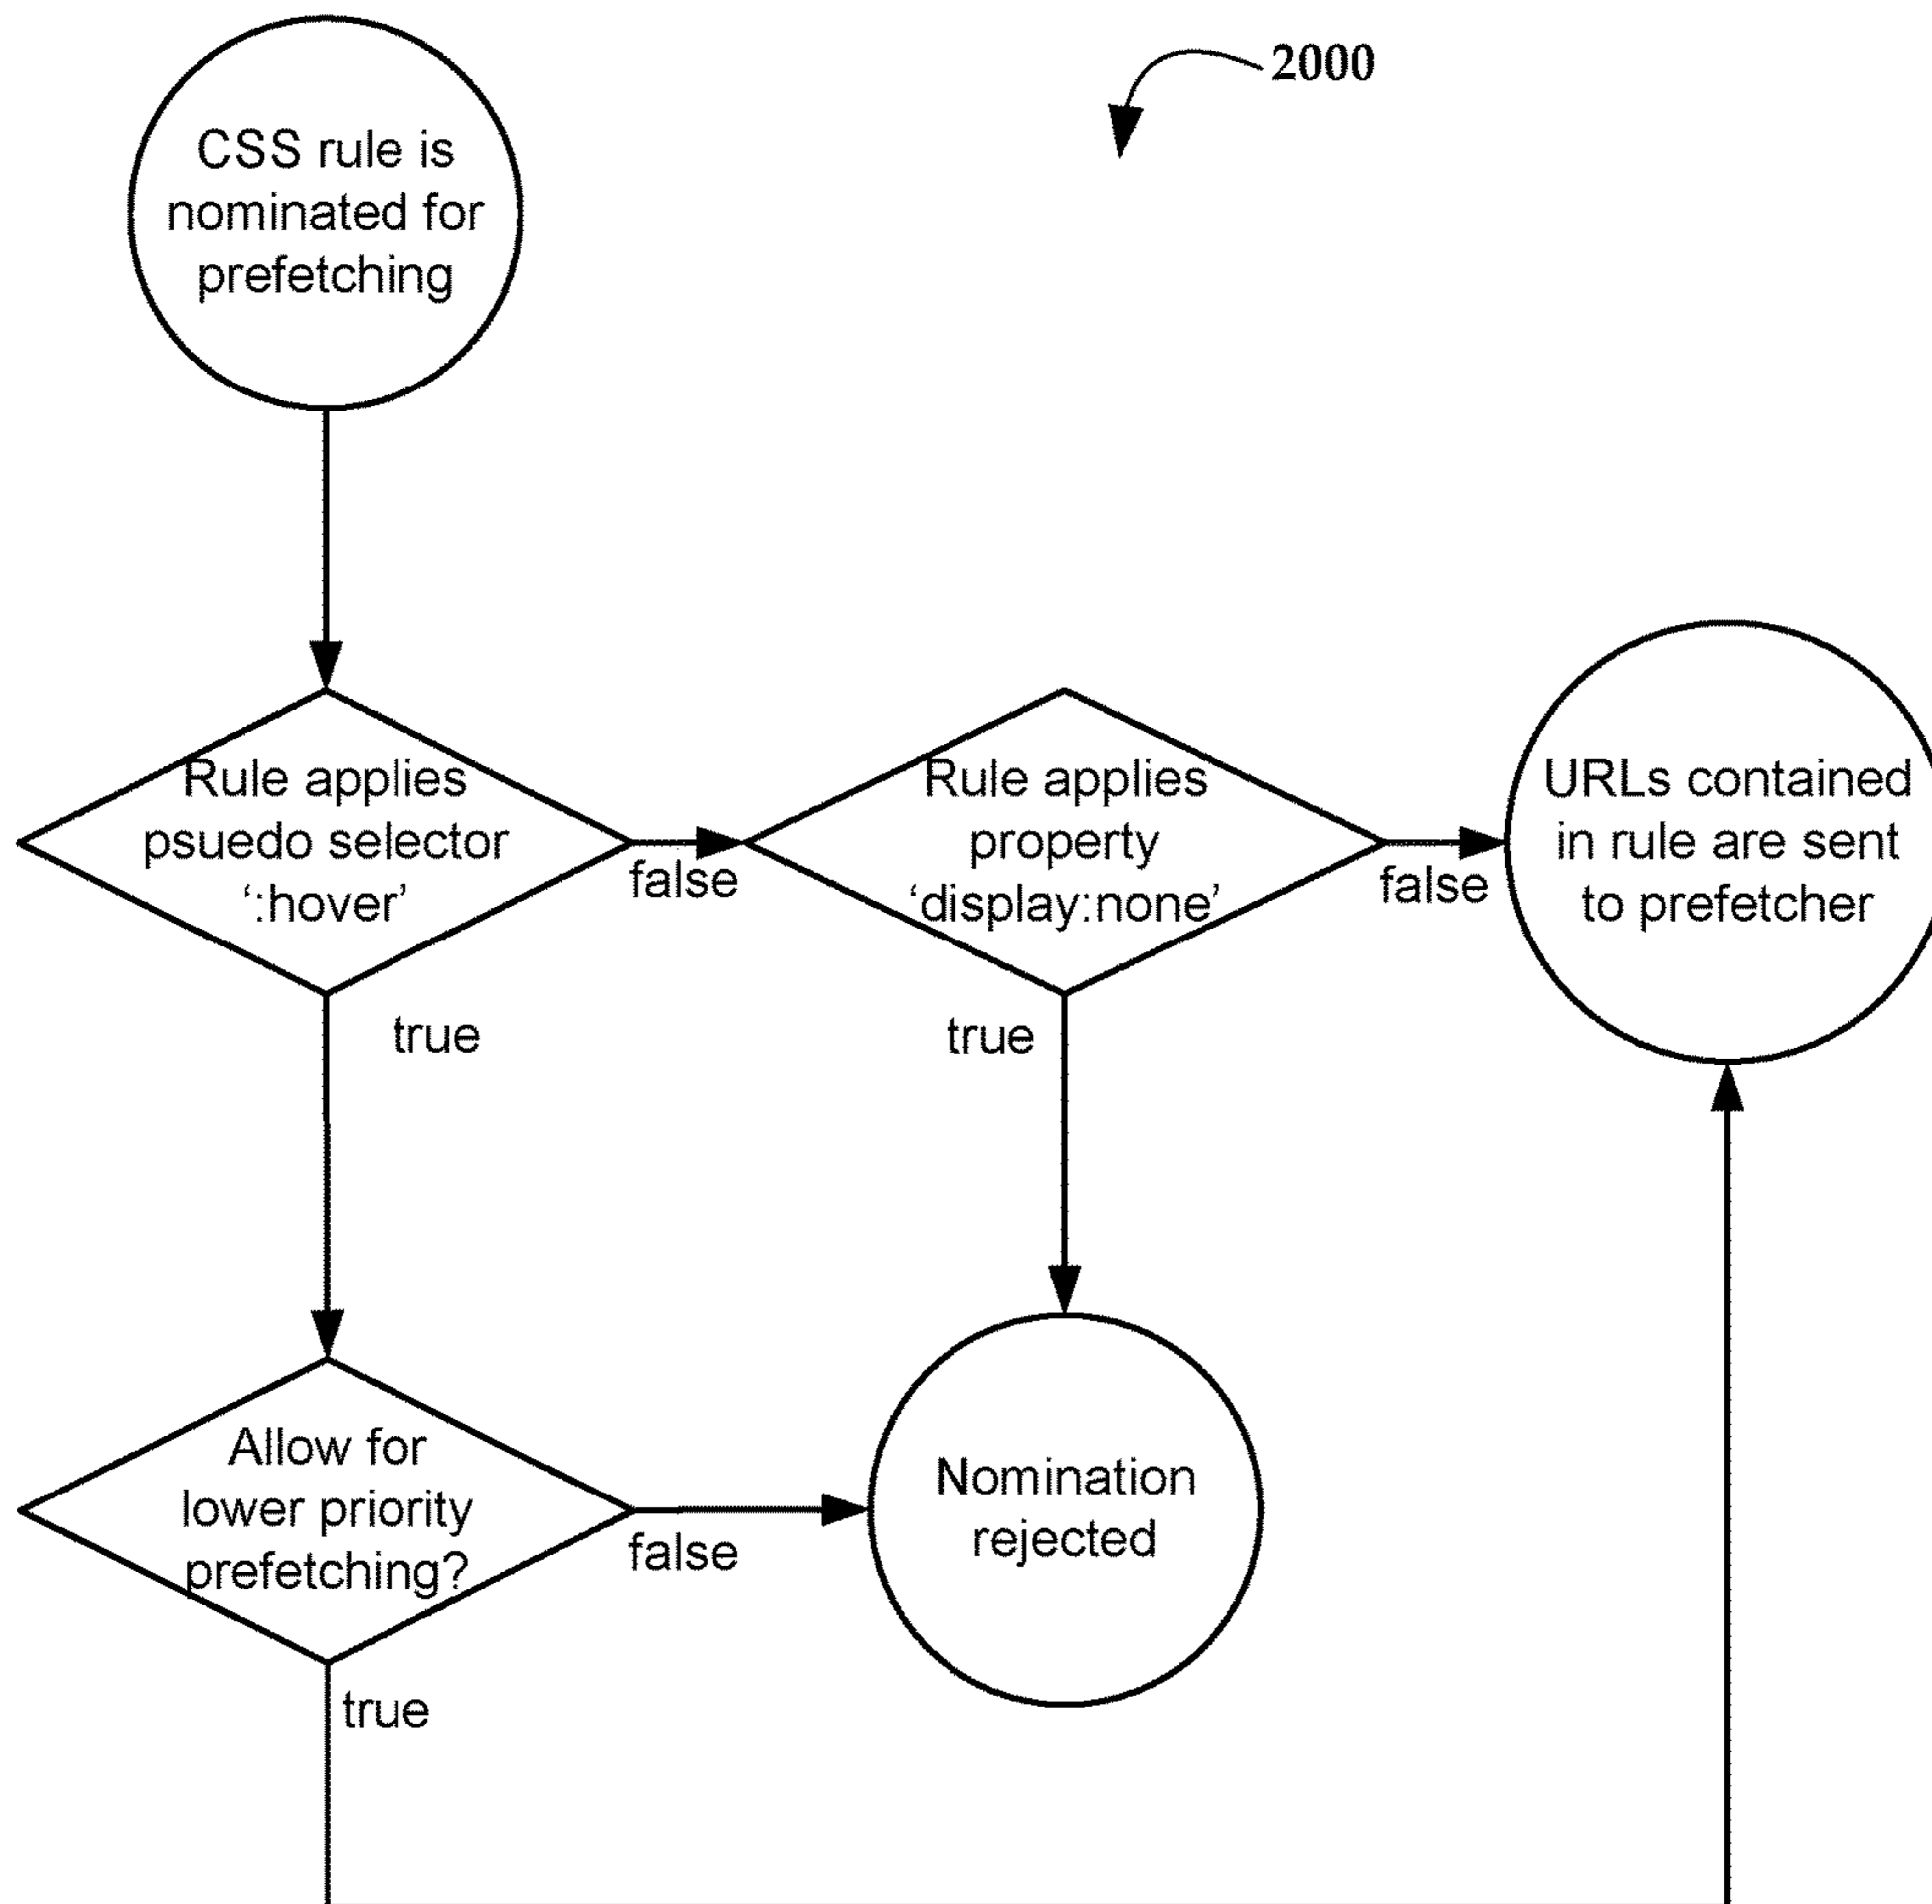 2000
CSS rule is
nominated for
prefetching
Rule applies
psuedo selector
‘:hover’
false
Rule applies
property
‘display:none’
false
URLs contained
in rule are sent
to prefetcher
true
true
Allow for
lower priority
prefetching?
false
Nomination
rejected
true